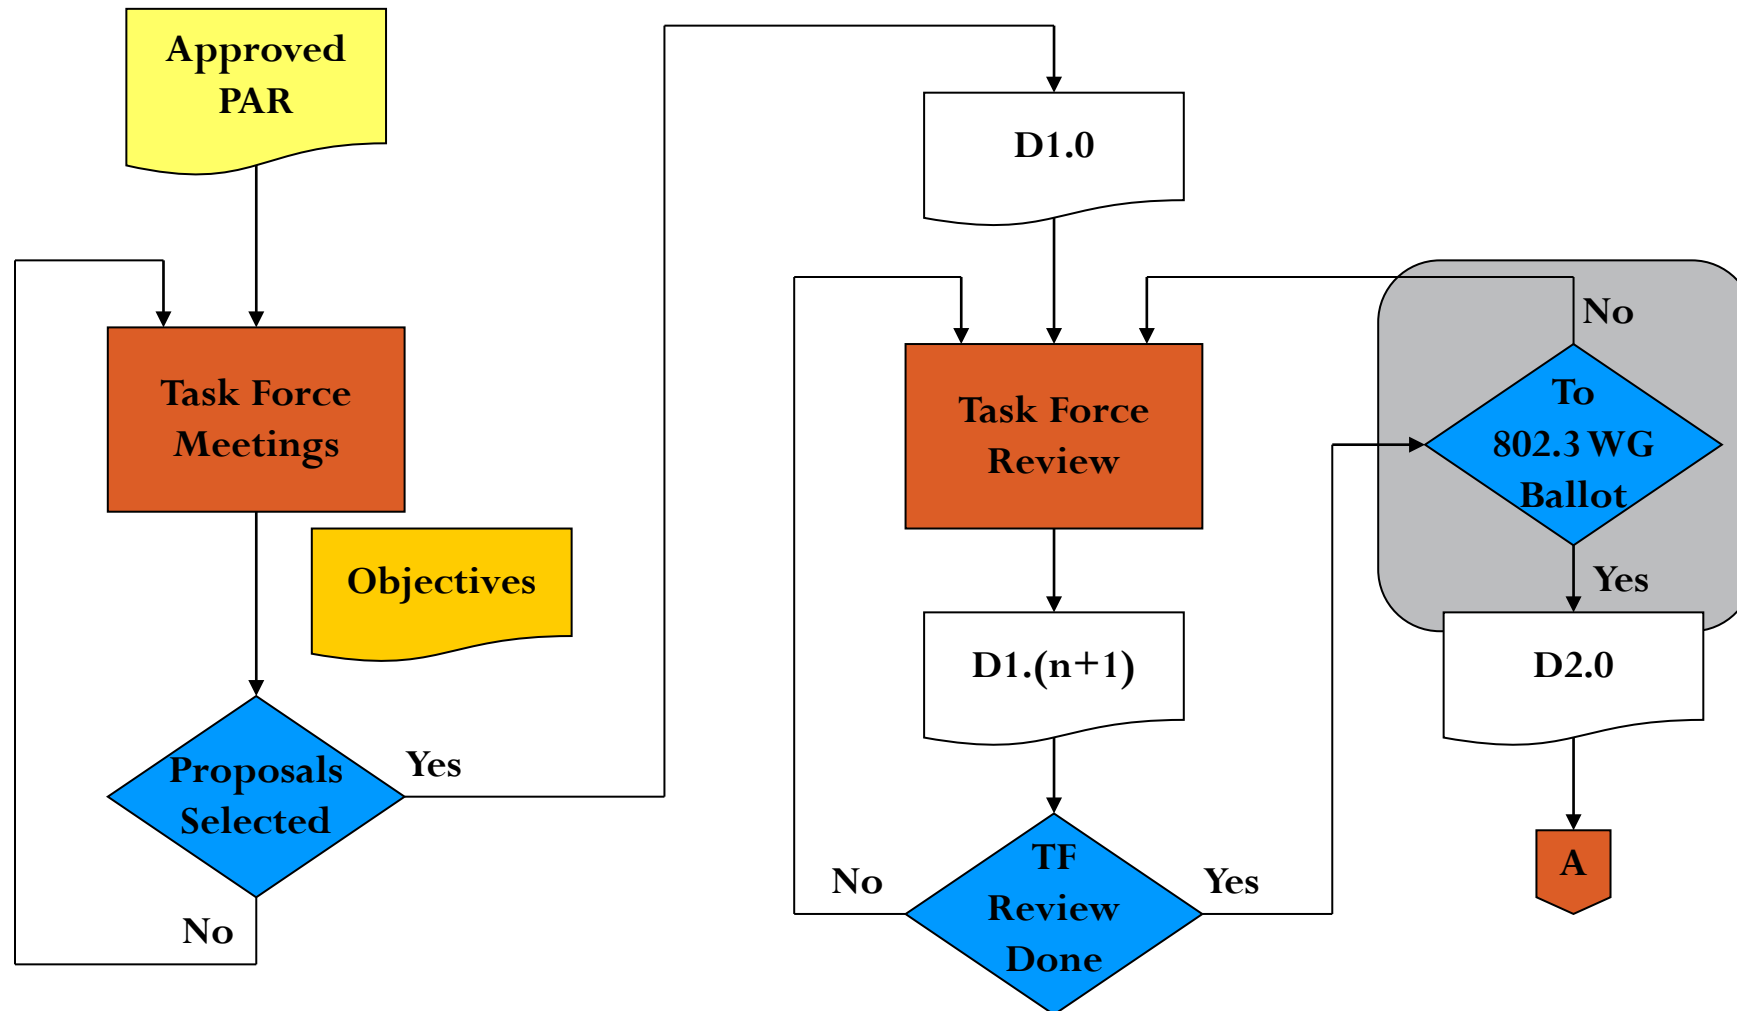 Approved
PAR
Task Force
Meetings
Objectives
Proposals
Selected
Yes
No
D1.0
Task Force
Review
D1.(n+1)
TF
Review
Done
No
Yes
To
802.3 WG
Ballot
No
Yes
D2.0
A